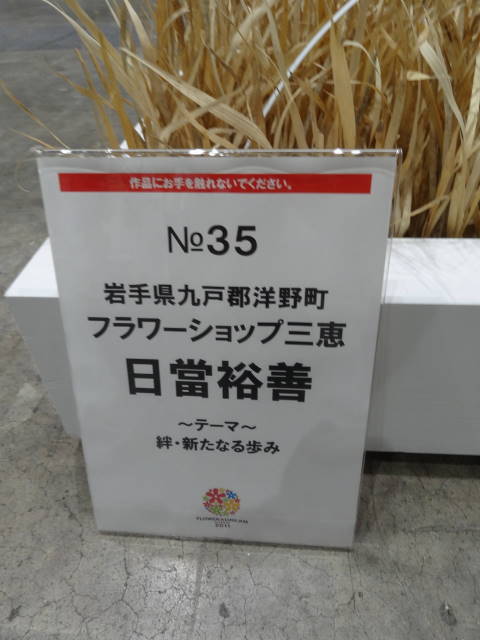 作品にお手を触れないでください。
№35
岩手県九戸郡洋野町
フラワーショップ三恵
日當裕善
〜テーマ〜
絆・新たなる歩み
2011